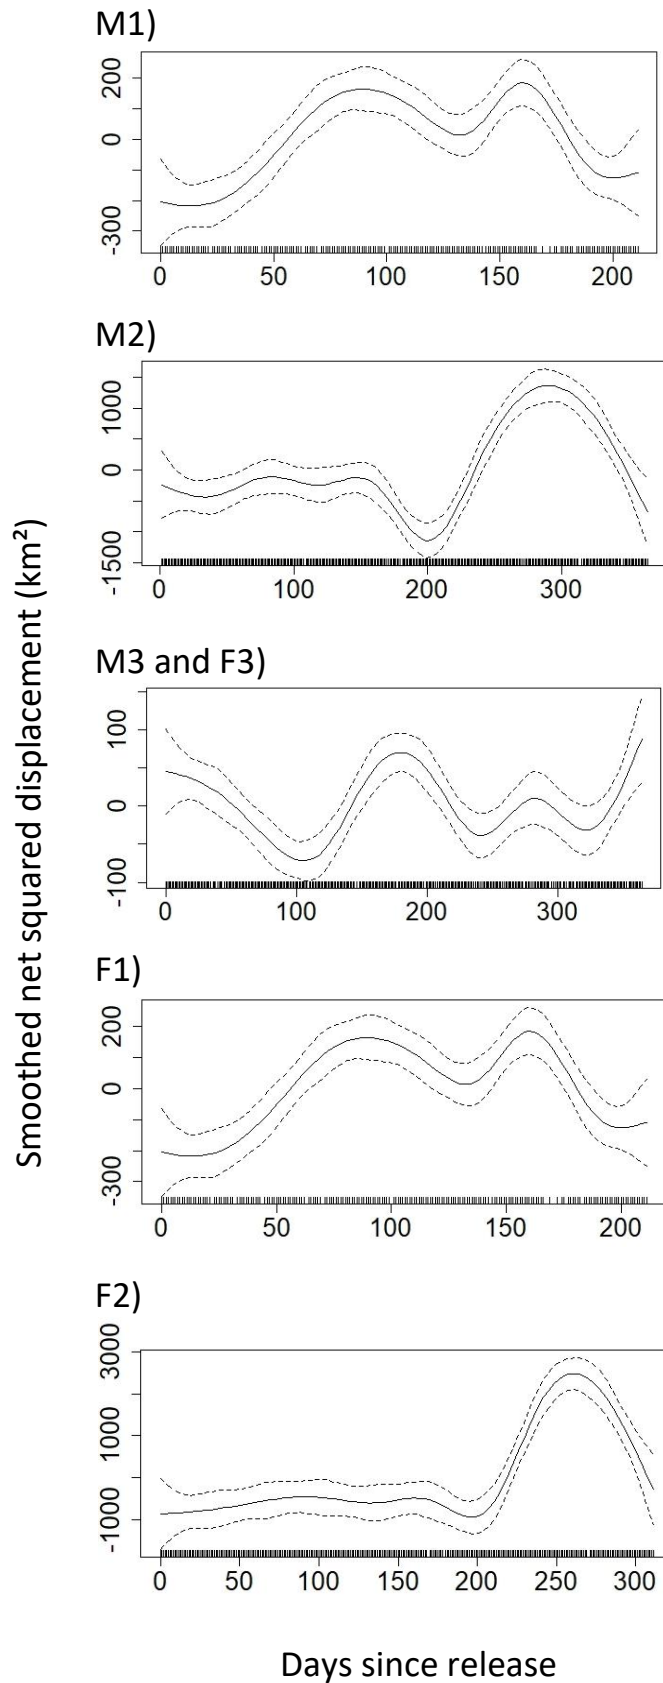 M1)
200
0
-300
0 50 100 150 200
M2)
1000
0
-1500
0 100 200 300
M3 and F3)
100
0
-100
0 100 200 300
F1)
200
0
-300
0 50 100 150 200
F2)
3000
1000
-1000
0 50 100 150 200 250 300
Smoothed net squared displacement (km²)
Days since release